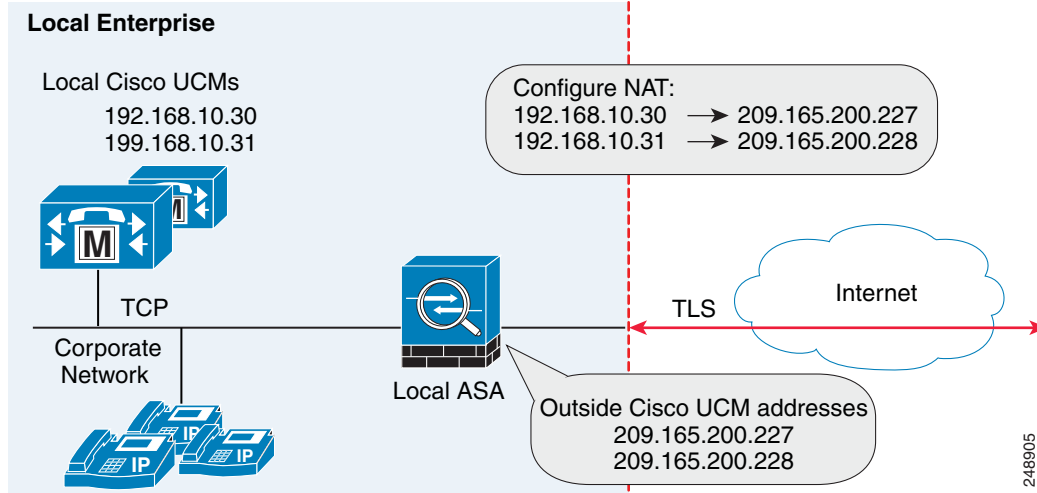 Local Enterprise
Local Cisco UCMs
192.168.10.30
199.168.10.31
M
M
TCP
Corporate
Network
IP
IP
IP
Local ASA
Configure NAT:
192.168.10.30 → 209.165.200.227
192.168.10.31 → 209.165.200.228
TLS
Internet
Outside Cisco UCM addresses
209.165.200.227
209.165.200.228
248905